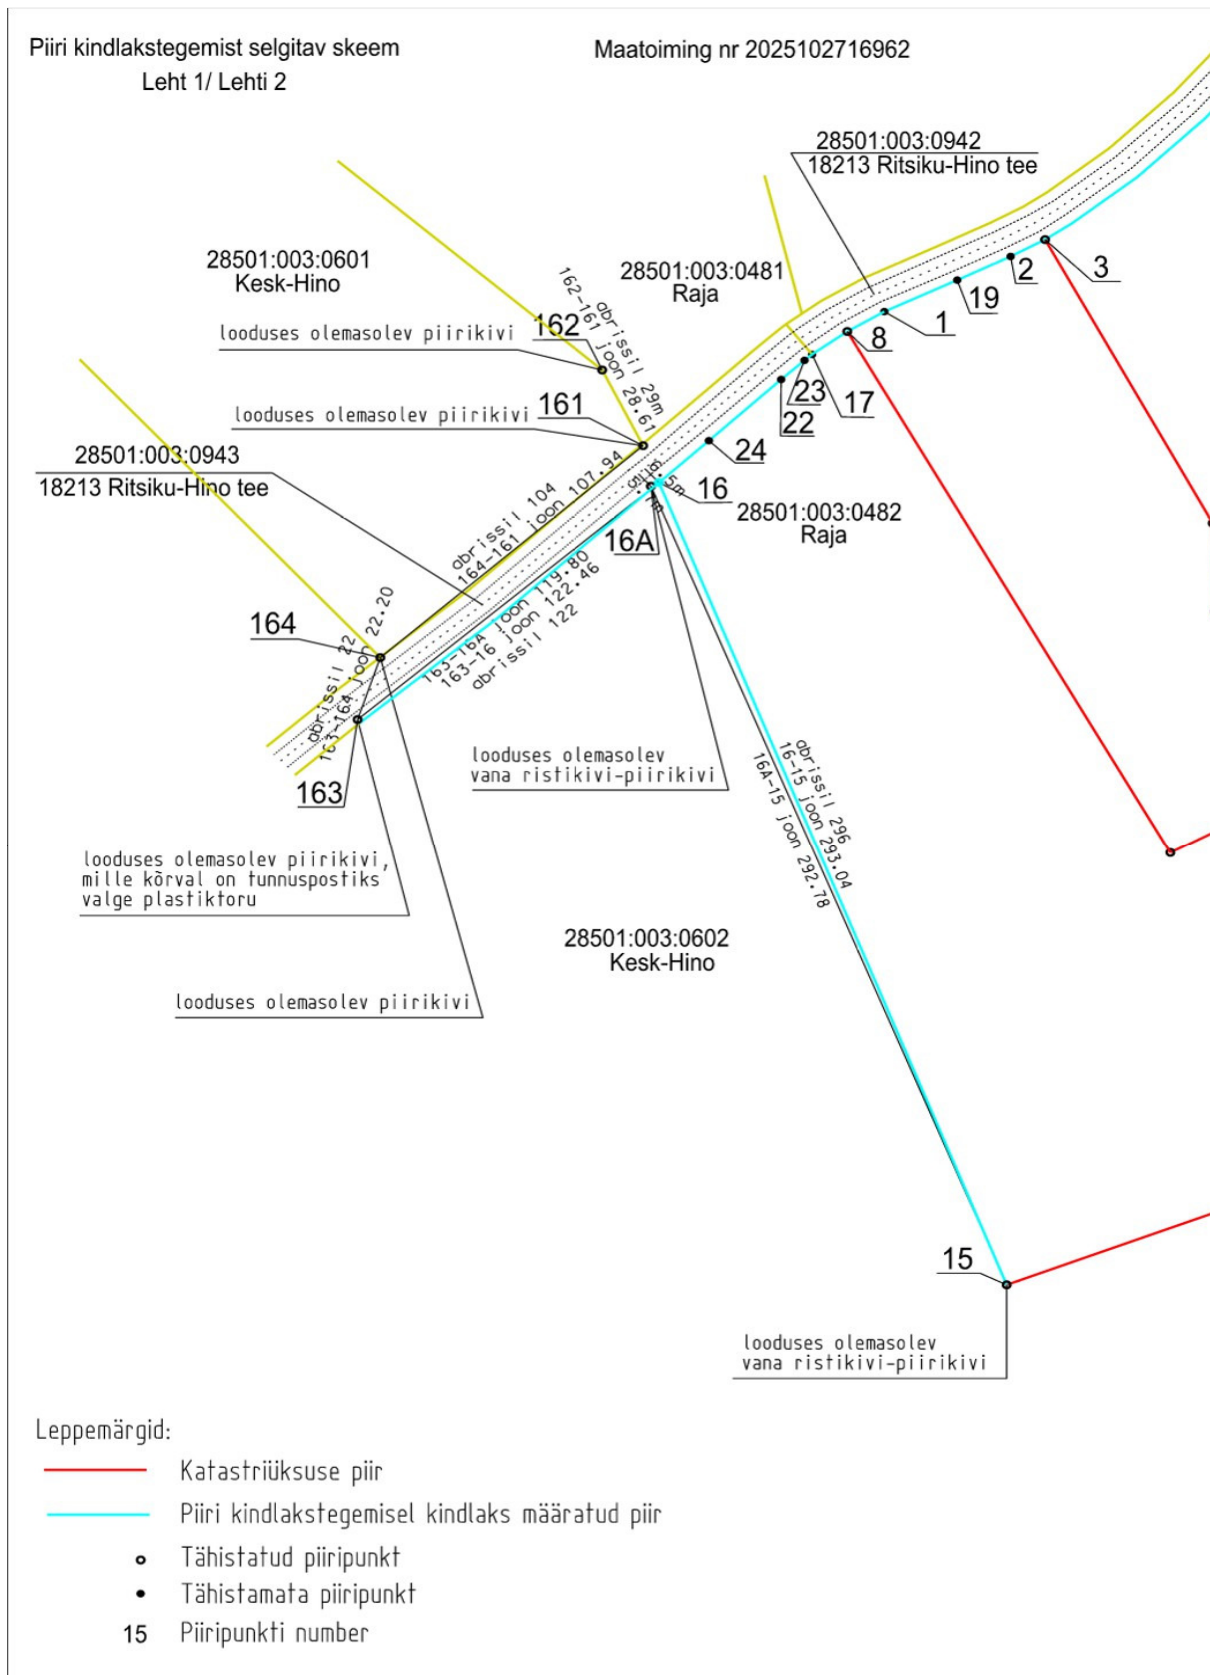 Piiri kindlakstegemist selgitav skeem
Leht 1/ Lehti 2
Maatoiming nr 2025102716962
28501:003:0942
18213 Ritsiku-Hino tee
28501:003:0601
Kesk-Hino
28501:003:0481
Raja
2
3
19
1
8
17
23
22
24
looduses olemasolev piirikivi
162
abrissil 29m
162-161 joon 28.61
looduses olemasolev piirikivi
161
28501:003:0943
18213 Ritsiku-Hino tee
abrissil 104
164-161 joon 107.94
16
16A
28501:003:0482
Raja
163-16A joon 119.80
163-16 joon 122.46
abrissil 122
164
abrissil 22
163-164 joon 22.20
163
looduses olemasolev
vana ristikivi-piirikivi
abrissil 296
16-15 joon 293.04
16A-15 joon 292.78
looduses olemasolev piirikivi,
mille kõrval on tunnuspostiks
valge plastiktoru
28501:003:0602
Kesk-Hino
looduses olemasolev piirikivi
15
looduses olemasolev
vana ristikivi-piirikivi
Leppemärgid:
Katastriüksuse piir
Piiri kindlakstegemisel kindlaks määratud piir
Tähistatud piiripunkt
Tähistamata piiripunkt
15 Piiripunkti number